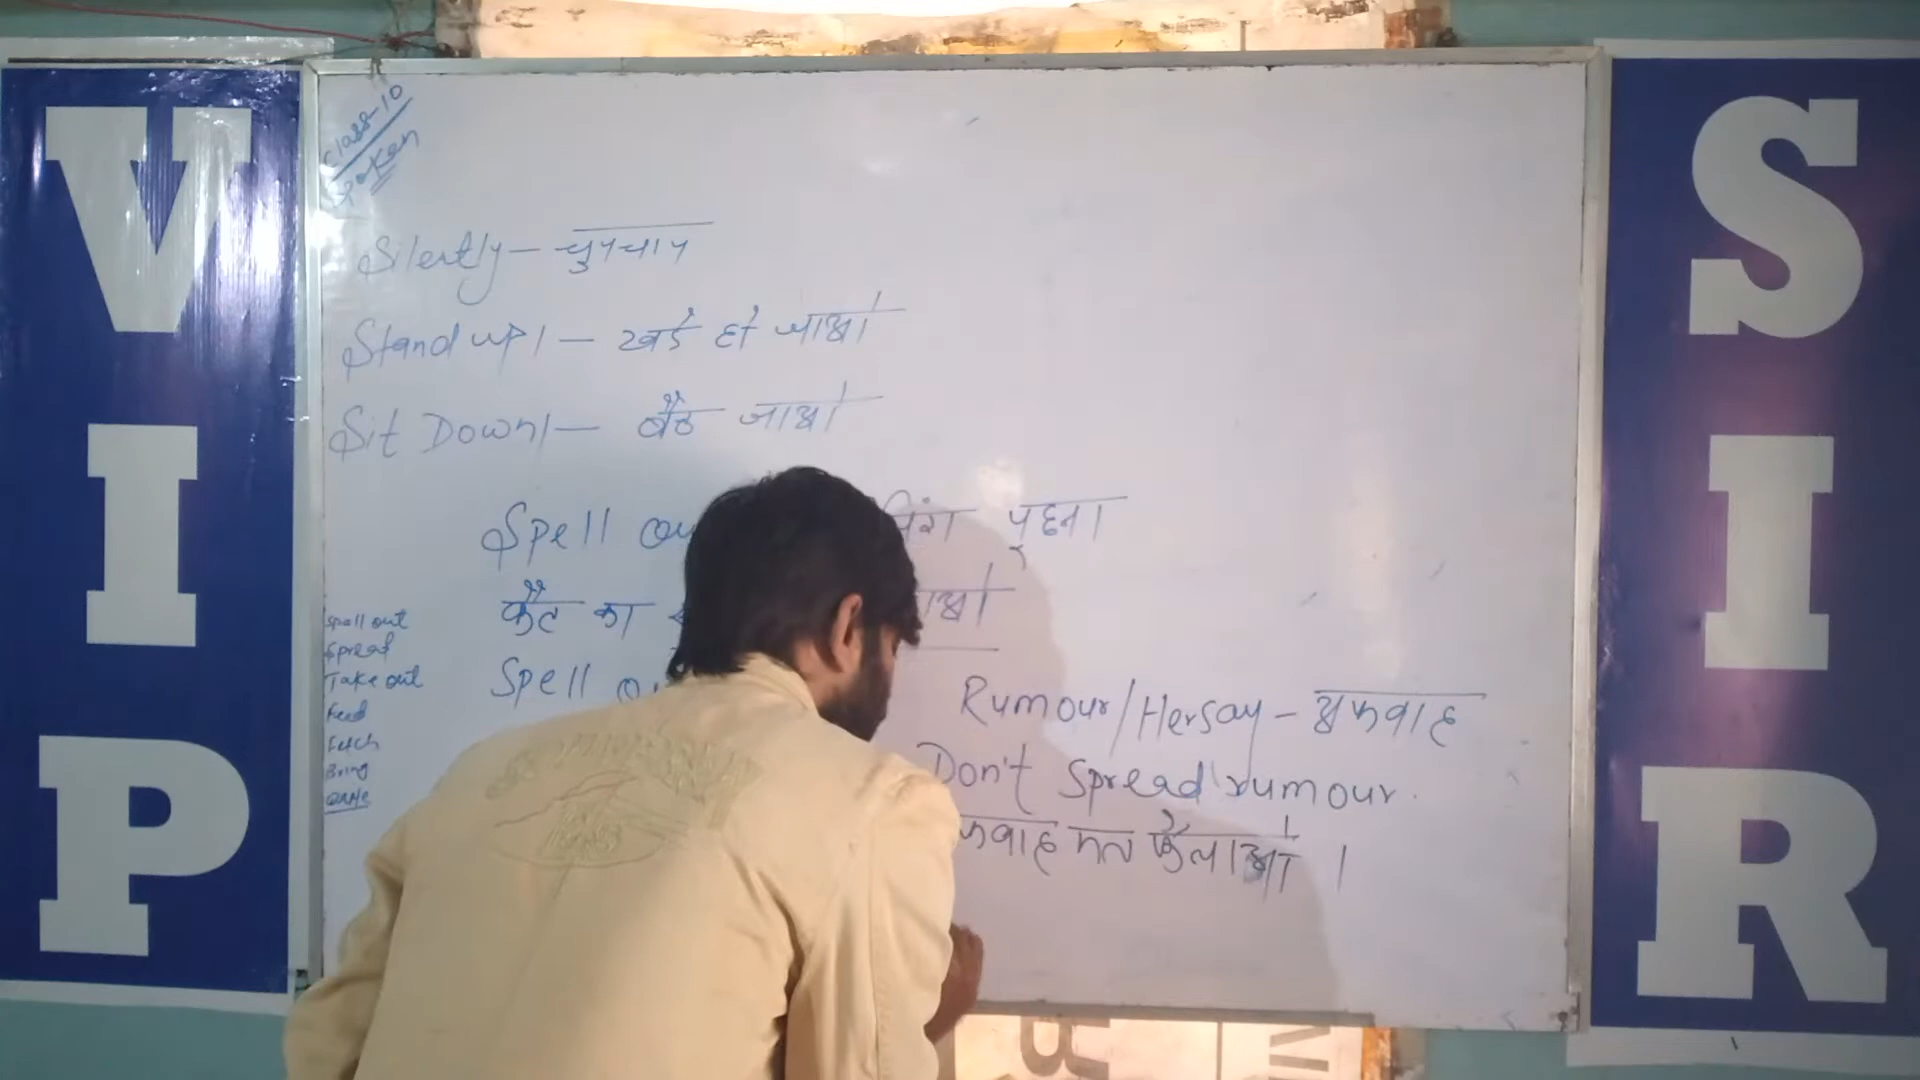 VIP
SIR
Class-10
Spoken
Silently – चुपचाप
Stand up! – खड़े हो जाओ
Sit Down! – बैठ जाओ
Spell पूछना
कैट का
Spell
Rumour/Hersay – अफवाह
Don't Spread rumour.
मत फैलाओ ।
Spell out
Spread
Take out
Feed
Fetch
Bring